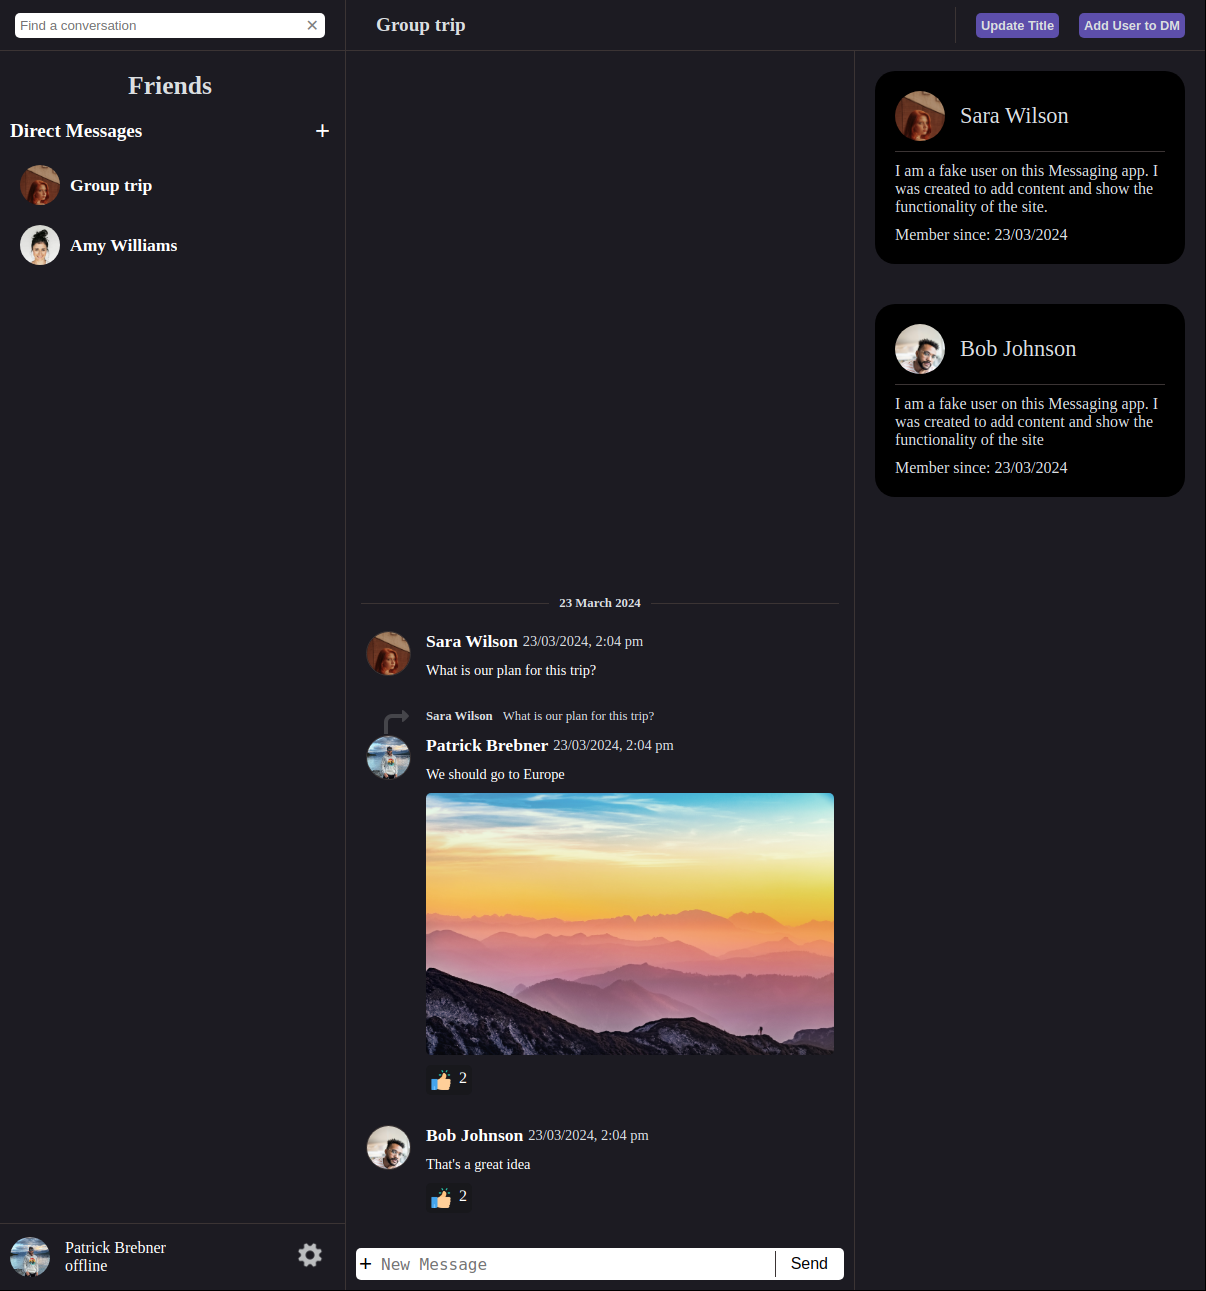 Find a conversation ✕
Group trip
Update Title
Add User to DM
Friends
Direct Messages +
Group trip
Amy Williams
Patrick Brebner
offline
23 March 2024
Sara Wilson 23/03/2024, 2:04 pm
What is our plan for this trip?
Sara Wilson What is our plan for this trip?
Patrick Brebner 23/03/2024, 2:04 pm
We should go to Europe
2
Bob Johnson 23/03/2024, 2:04 pm
That's a great idea
2
+ New Message
Send
Sara Wilson
I am a fake user on this Messaging app. I
was created to add content and show the
functionality of the site.
Member since: 23/03/2024
Bob Johnson
I am a fake user on this Messaging app. I
was created to add content and show the
functionality of the site
Member since: 23/03/2024